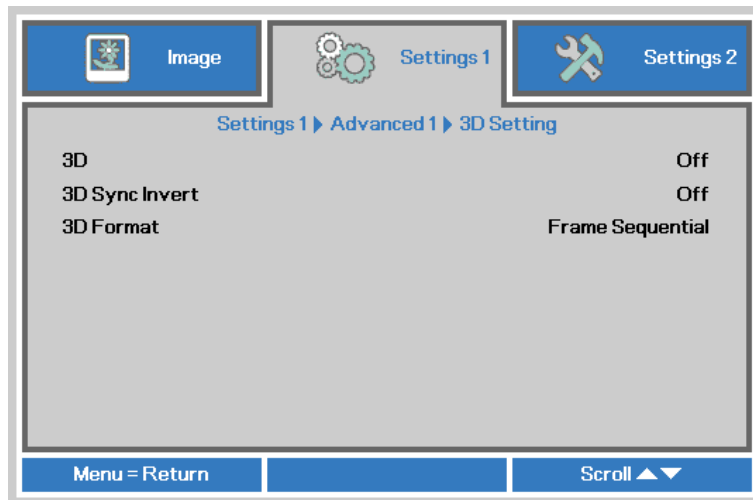 Image
Settings 1
Settings 2
Settings 1 ▶ Advanced 1 ▶ 3D Setting
3D Off
3D Sync Invert Off
3D Format Frame Sequential
Menu = Return
Scroll ▲▼